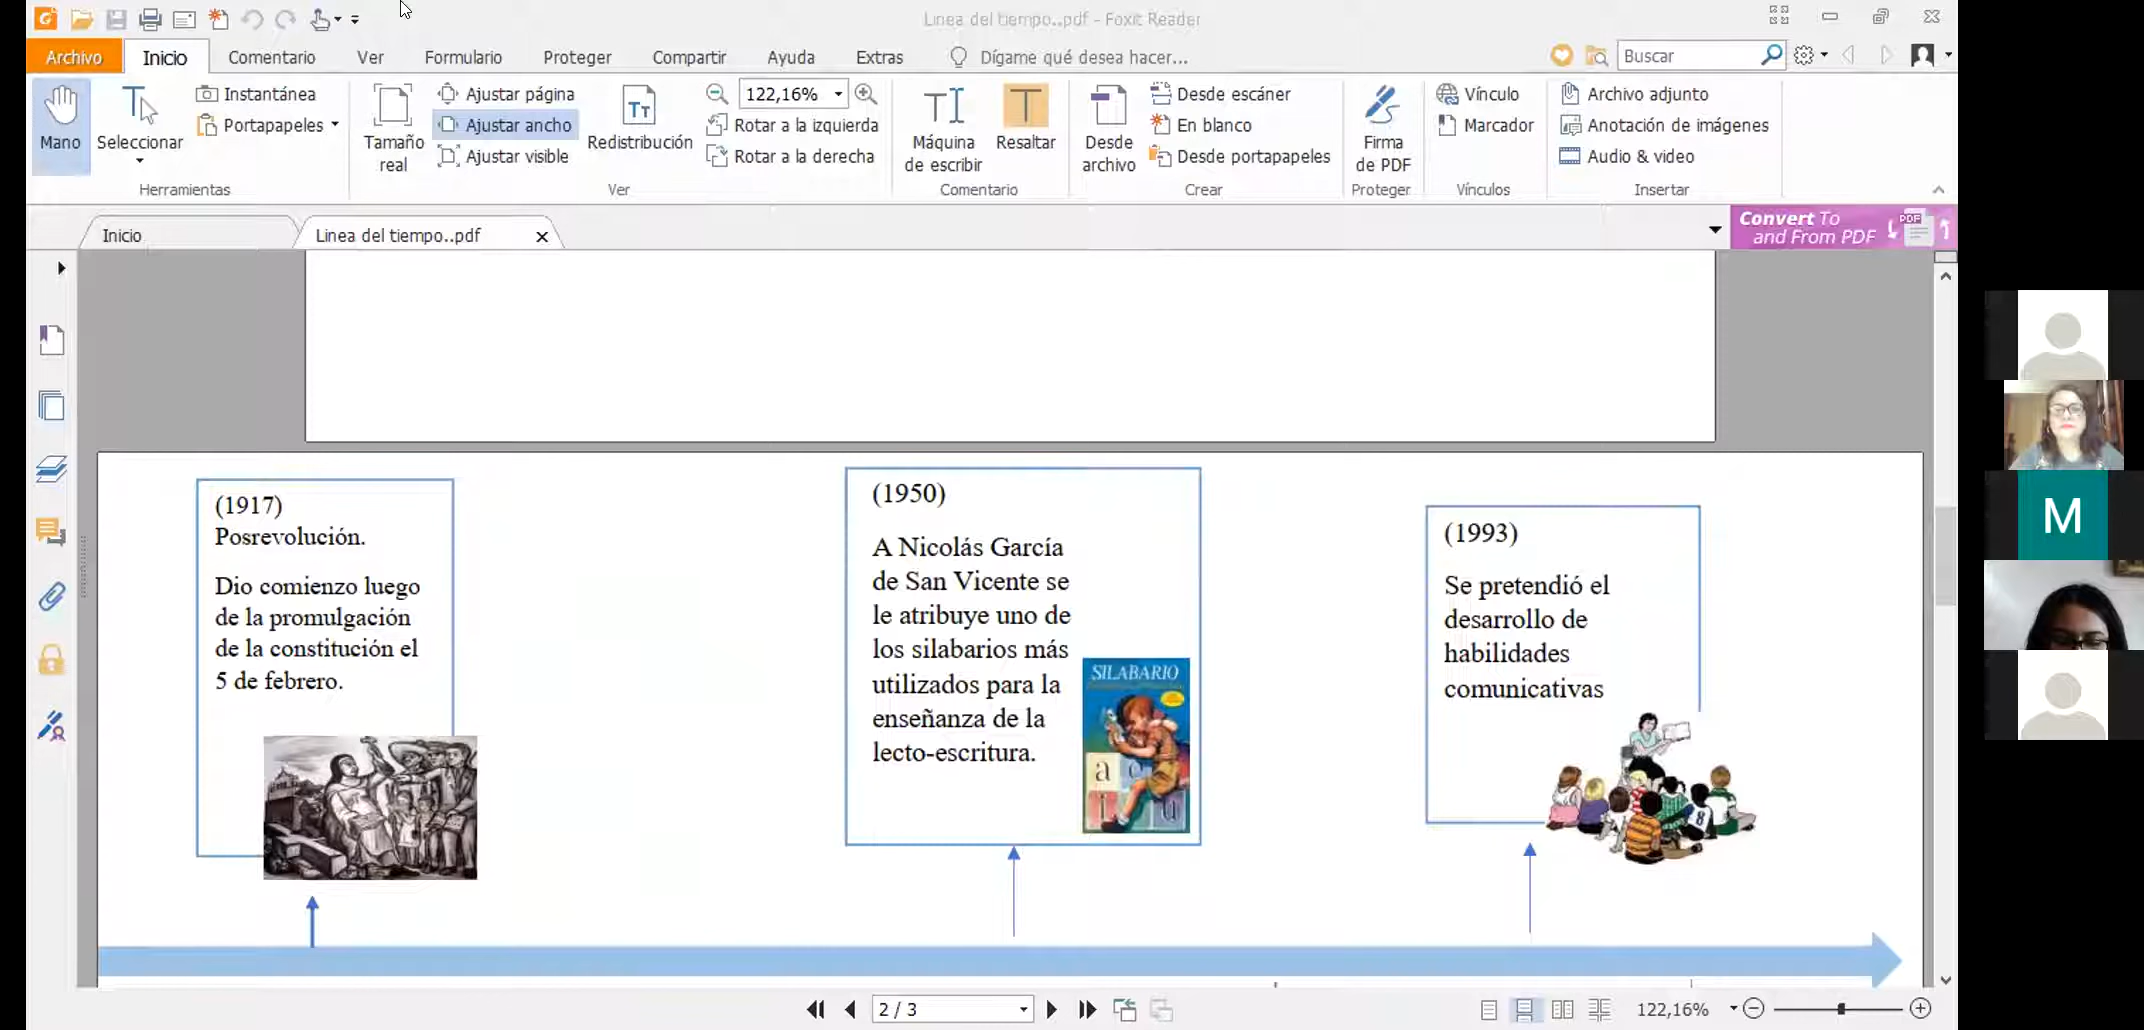 Linea del tiempo..pdf - Foxit Reader
Archivo
Inicio
Comentario
Ver
Formulario
Proteger
Compartir
Ayuda
Extras
Dígame qué desea hacer...
Buscar
Mano
Seleccionar
Instantánea
Portapapeles
Herramientas
Tamaño
real
Ajustar página
Ajustar ancho
Ajustar visible
Redistribución
122,16%
Rotar a la izquierda
Rotar a la derecha
Ver
Máquina
de escribir
Resaltar
Comentario
Desde
archivo
Desde escáner
En blanco
Desde portapapeles
Crear
Firma
de PDF
Proteger
Vínculo
Marcador
Vínculos
Archivo adjunto
Anotación de imágenes
Audio & video
Insertar
Inicio
Linea del tiempo..pdf
Convert To
and From PDF
PDF
(1917)
Posrevolución.
Dio comienzo luego
de la promulgación
de la constitución el
5 de febrero.
(1950)
A Nicolás García
de San Vicente se
le atribuye uno de
los silabarios más
utilizados para la
enseñanza de la
lecto-escritura.
SILABARIO
a
i
u
(1993)
Se pretendió el
desarrollo de
habilidades
comunicativas
8
M
2 / 3
122,16%